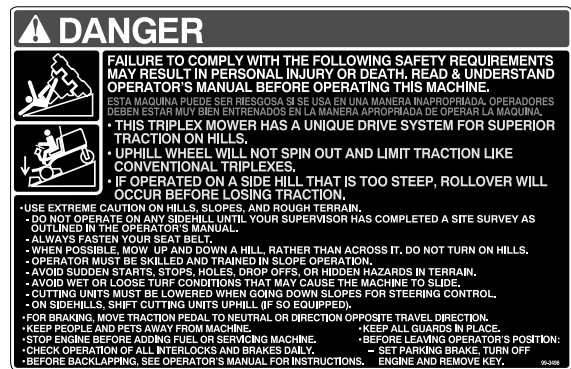 DANGER
FAILURE TO COMPLY WITH THE FOLLOWING SAFETY REQUIREMENTS
MAY RESULT IN PERSONAL INJURY OR DEATH. READ & UNDERSTAND
OPERATOR'S MANUAL BEFORE OPERATING THIS MACHINE.
ESTA MAQUINA PUEDE SER RIESGOSA SI SE USA EN UNA MANERA INAPROPRIADA. OPERADORES
DEBEN ESTAR MUY BIEN ENTRENADOS EN LA MANERA APROPRIADA DE OPERAR LA MAQUINA.
• THIS TRIPLEX MOWER HAS A UNIQUE DRIVE SYSTEM FOR SUPERIOR
TRACTION ON HILLS.
• UPHILL WHEEL WILL NOT SPIN OUT AND LIMIT TRACTION LIKE
CONVENTIONAL TRIPLEXES.
• IF OPERATED ON A SIDE HILL THAT IS TOO STEEP, ROLLOVER WILL
OCCUR BEFORE LOSING TRACTION.
•USE EXTREME CAUTION ON HILLS, SLOPES, AND ROUGH TERRAIN.
- DO NOT OPERATE ON ANY SIDEHILL UNTIL YOUR SUPERVISOR HAS COMPLETED A SITE SURVEY AS
OUTLINED IN THE OPERATOR'S MANUAL.
- ALWAYS FASTEN YOUR SEAT BELT.
- WHEN POSSIBLE, MOW UP AND DOWN A HILL, RATHER THAN ACROSS IT. DO NOT TURN ON HILLS.
- OPERATOR MUST BE SKILLED AND TRAINED IN SLOPE OPERATION.
- AVOID SUDDEN STARTS, STOPS, HOLES, DROP OFFS, OR HIDDEN HAZARDS IN TERRAIN.
- AVOID WET OR LOOSE TURF CONDITIONS THAT MAY CAUSE THE MACHINE TO SLIDE.
- CUTTING UNITS MUST BE LOWERED WHEN GOING DOWN SLOPES FOR STEERING CONTROL.
- ON SIDEHILLS, SHIFT CUTTING UNITS UPHILL (IF SO EQUIPPED).
•FOR BRAKING, MOVE TRACTION PEDAL TO NEUTRAL OR DIRECTION OPPOSITE TRAVEL DIRECTION.
•KEEP PEOPLE AND PETS AWAY FROM MACHINE.
•STOP ENGINE BEFORE ADDING FUEL OR SERVICING MACHINE.
•CHECK OPERATION OF ALL INTERLOCKS AND BRAKES DAILY.
•BEFORE BACKLAPPING, SEE OPERATOR'S MANUAL FOR INSTRUCTIONS.
•KEEP ALL GUARDS IN PLACE.
•BEFORE LEAVING OPERATOR'S POSITION:
– SET PARKING BRAKE, TURN OFF
ENGINE AND REMOVE KEY.
99-3496